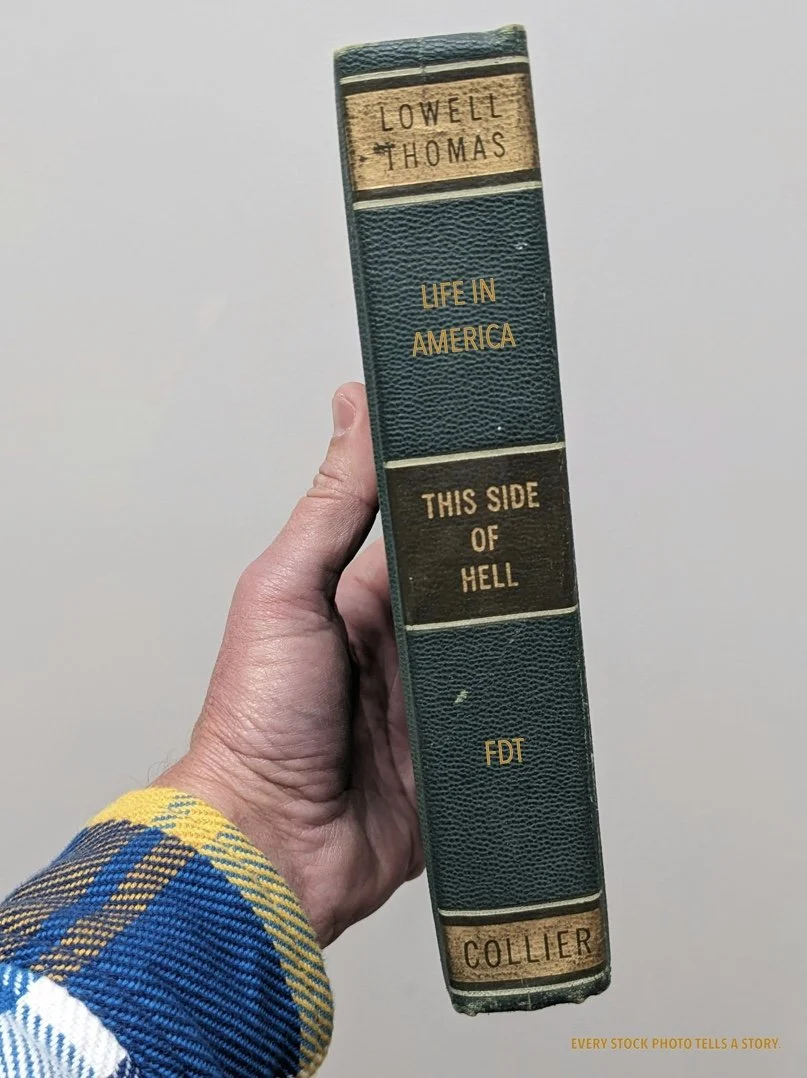 LOWELL
THOMAS
LIFE IN
AMERICA
THIS SIDE
OF
HELL
FDT
COLLIER
EVERY STOCK PHOTO TELLS A STORY.